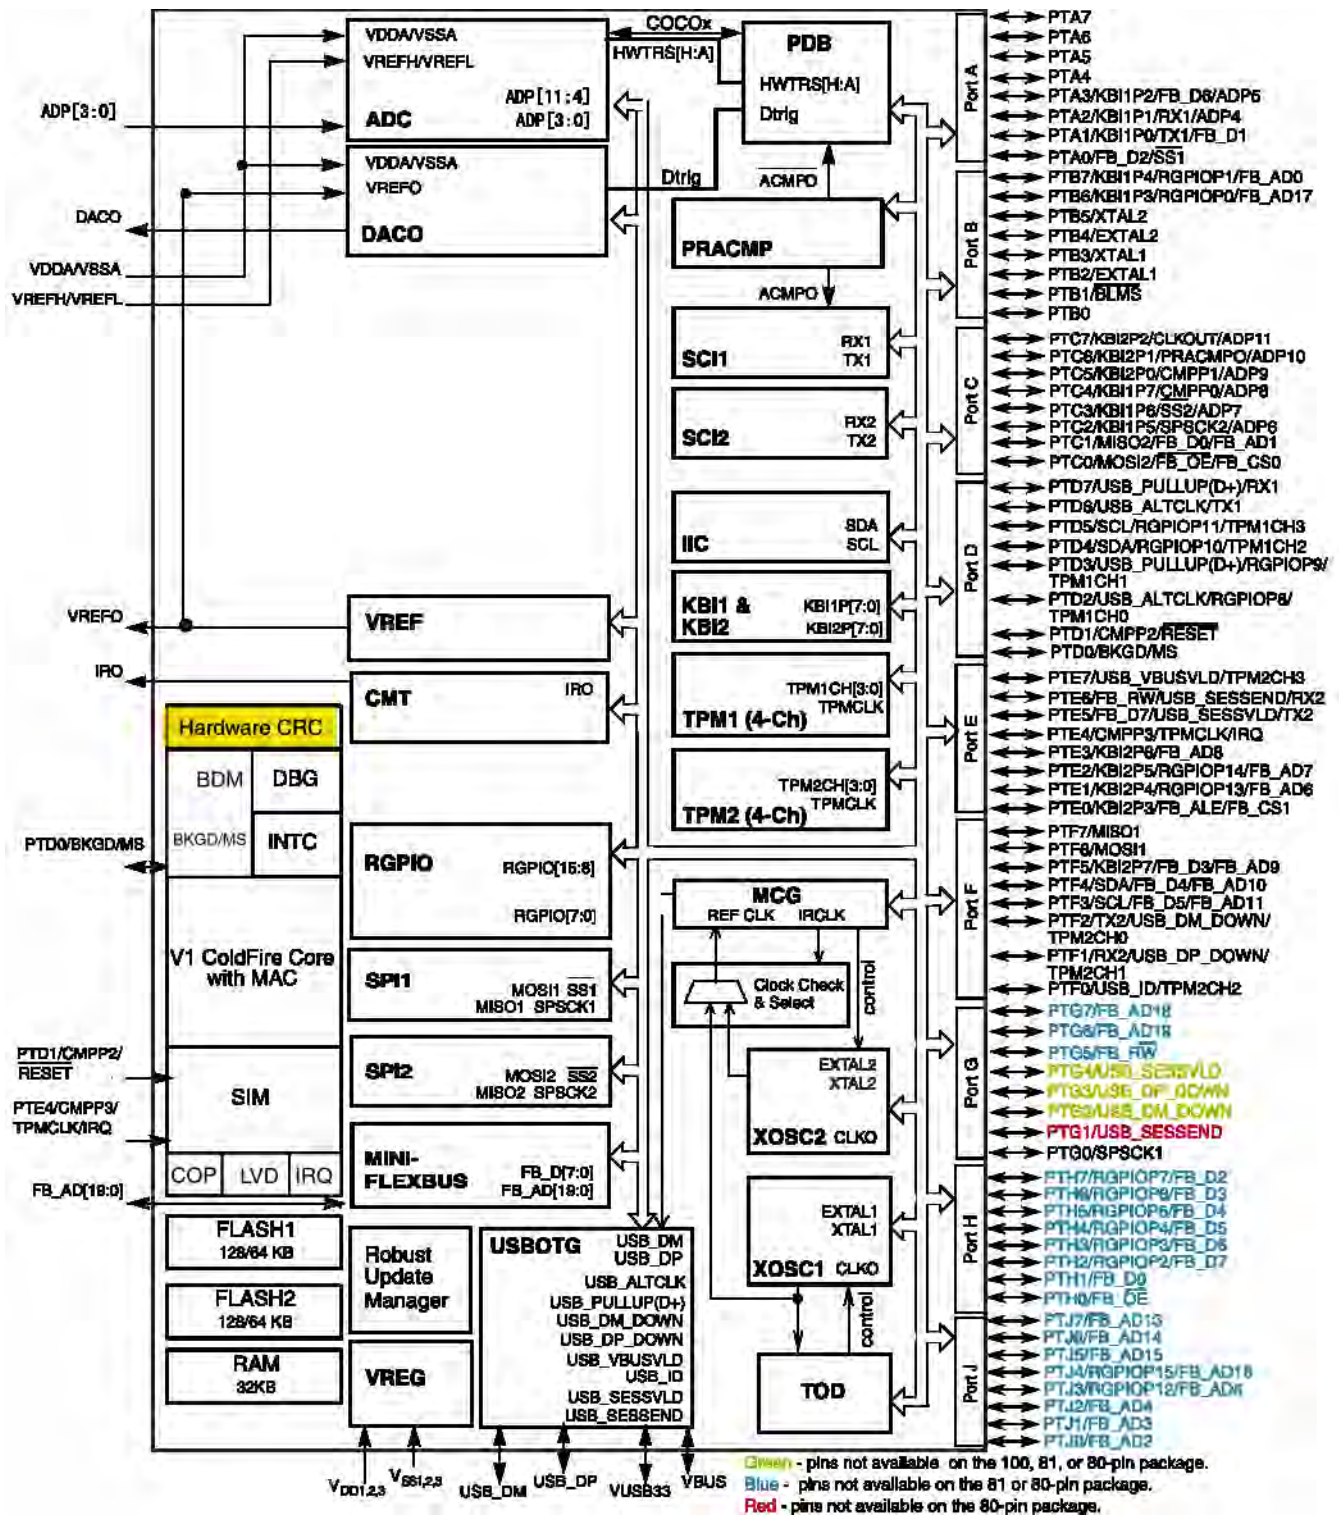 COCOx
VDDA/VSSA
VREFH/VREFL
HWTRS[H:A]
PDB
HWTRS[H:A]
Dtrig
ADP[3:0]
ADP[11:4]
ADP[3:0]
ADC
VDDA/VSSA
VREFO
Dtrig
ACMPO
DACO
DACO
PRACMP
VDDA/VSSA
VREFH/VREFL
ACMPO
RX1
TX1
SCI1
RX2
TX2
SCI2
SDA
SCL
IIC
KBI1 &
KBI2
KBI1P[7:0]
KBI2P[7:0]
VREFO
VREF
IRO
CMT
IRO
TPM1CH[3:0]
TPMCLK
TPM1 (4-Ch)
TPM2CH[3:0]
TPMCLK
TPM2 (4-Ch)
Hardware CRC
BDM
DBG
BKGD/MS
INTC
PTD0/BKGD/MS
V1 ColdFire Core
with MAC
PTD1/CMPP2/
RESET
SIM
PTE4/CMPP3/
TPMCLK/IRQ
COP
LVD
IRQ
FB_AD[19:0]
RGPIO
RGPIO[15:8]
RGPIO[7:0]
SPI1
MOSI1 SS1
MISO1 SPSCK1
SPI2
MOSI2 SS2
MISO2 SPSCK2
MINI-
FLEXBUS
FB_D[7:0]
FB_AD[19:0]
MCG
REF CLK IRCLK
Clock Check
& Select
control
EXTAL2
XTAL2
XOSC2 CLKO
EXTAL1
XTAL1
XOSC1 CLKO
control
TOD
FLASH1
128/64 KB
FLASH2
128/64 KB
RAM
32KB
Robust
Update
Manager
VREG
USBOTG
USB_DM
USB_DP
USB_ALTCLK
USB_PULLUP(D+)
USB_DM_DOWN
USB_DP_DOWN
USB_VBUSVLD
USB_ID
USB_SESSVLD
USB_SESSEND
VDD1,2,3
VSS1,2,3
USB_DM
USB_DP
VUSB33
VBUS
Port A
PTA7
PTA6
PTA5
PTA4
PTA3/KBI1P2/FB_D6/ADP5
PTA2/KBI1P1/RX1/ADP4
PTA1/KBI1P0/TX1/FB_D1
PTA0/FB_D2/SS1
Port B
PTB7/KBI1P4/RGPIOP1/FB_AD0
PTB6/KBI1P3/RGPIOP0/FB_AD17
PTB5/XTAL2
PTB4/EXTAL2
PTB3/XTAL1
PTB2/EXTAL1
PTB1/BLMS
PTB0
Port C
PTC7/KBI2P2/CLKOUT/ADP11
PTC6/KBI2P1/PRACMPO/ADP10
PTC5/KBI2P0/CMPP1/ADP9
PTC4/KBI1P7/CMPP0/ADP8
PTC3/KBI1P6/SS2/ADP7
PTC2/KBI1P5/SPSCK2/ADP6
PTC1/MISO2/FB_D0/FB_AD1
PTC0/MOSI2/FB_OE/FB_CS0
Port D
PTD7/USB_PULLUP(D+)/RX1
PTD6/USB_ALTCLK/TX1
PTD5/SCL/RGPIOP11/TPM1CH3
PTD4/SDA/RGPIOP10/TPM1CH2
PTD3/USB_PULLUP(D+)/RGPIOP9/
TPM1CH1
PTD2/USB_ALTCLK/RGPIOP8/
TPM1CH0
PTD1/CMPP2/RESET
PTD0/BKGD/MS
Port E
PTE7/USB_VBUSVLD/TPM2CH3
PTE6/FB_RW/USB_SESSEND/RX2
PTE5/FB_D7/USB_SESSVLD/TX2
PTE4/CMPP3/TPMCLK/IRQ
PTE3/KBI2P6/FB_AD8
PTE2/KBI2P5/RGPIOP14/FB_AD7
PTE1/KBI2P4/RGPIOP13/FB_AD6
PTE0/KBI2P3/FB_ALE/FB_CS1
Port F
PTF7/MISO1
PTF6/MOSI1
PTF5/KBI2P7/FB_D3/FB_AD9
PTF4/SDA/FB_D4/FB_AD10
PTF3/SCL/FB_D5/FB_AD11
PTF2/TX2/USB_DM_DOWN/
TPM2CH0
PTF1/RX2/USB_DP_DOWN/
TPM2CH1
PTF0/USB_ID/TPM2CH2
Port G
PTG7/FB_AD18
PTG6/FB_AD19
PTG5/FB_RW
PTG4/USB_SESSVLD
PTG3/USB_DP_DOWN
PTG2/USB_DM_DOWN
PTG1/USB_SESSEND
PTG0/SPSCK1
Port H
PTH7/RGPIOP7/FB_D2
PTH6/RGPIOP6/FB_D3
PTH5/RGPIOP5/FB_D4
PTH4/RGPIOP4/FB_D5
PTH3/RGPIOP3/FB_D6
PTH2/RGPIOP2/FB_D7
PTH1/FB_D0
PTH0/FB_OE
Port J
PTJ7/FB_AD13
PTJ6/FB_AD14
PTJ5/FB_AD15
PTJ4/RGPIOP15/FB_AD16
PTJ3/RGPIOP12/FB_AD5
PTJ2/FB_AD4
PTJ1/FB_AD3
PTJ0/FB_AD2
Green - pins not available on the 100, 81, or 80-pin package.
Blue - pins not available on the 81 or 80-pin package.
Red - pins not available on the 80-pin package.